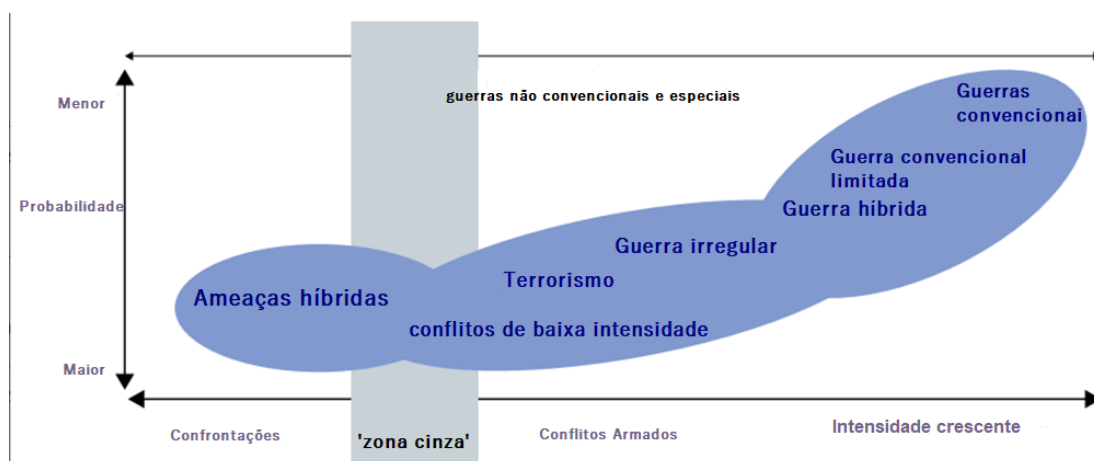 Menor
guerras não convencionais e especiais
Guerras
convencionai
Guerra convencional
limitada
Probabilidade
Guerra híbrida
Guerra irregular
Terrorismo
Ameaças híbridas
conflitos de baixa intensidade
Maior
Confrontações
'zona cinza'
Conflitos Armados
Intensidade crescente